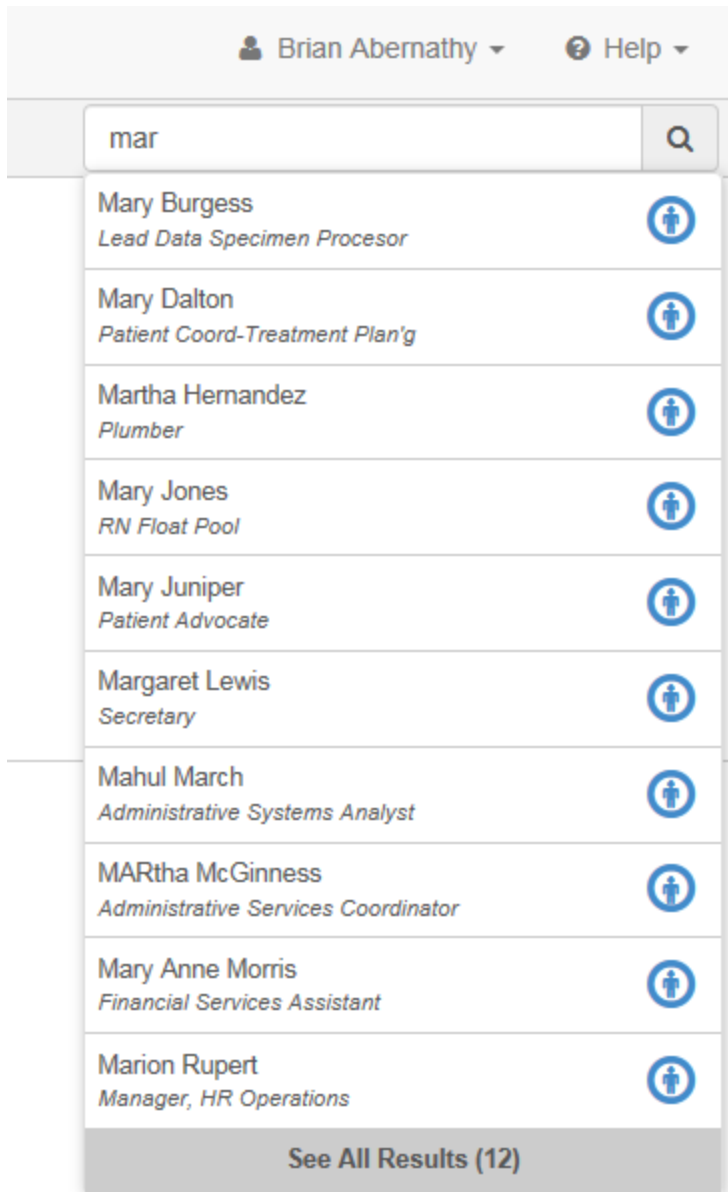 Brian Abernathy Help
mar
Mary Burgess
Lead Data Specimen Procesor
Mary Dalton
Patient Coord-Treatment Plan'g
Martha Hernandez
Plumber
Mary Jones
RN Float Pool
Mary Juniper
Patient Advocate
Margaret Lewis
Secretary
Mahul March
Administrative Systems Analyst
MARtha McGinness
Administrative Services Coordinator
Mary Anne Morris
Financial Services Assistant
Marion Rupert
Manager, HR Operations
See All Results (12)